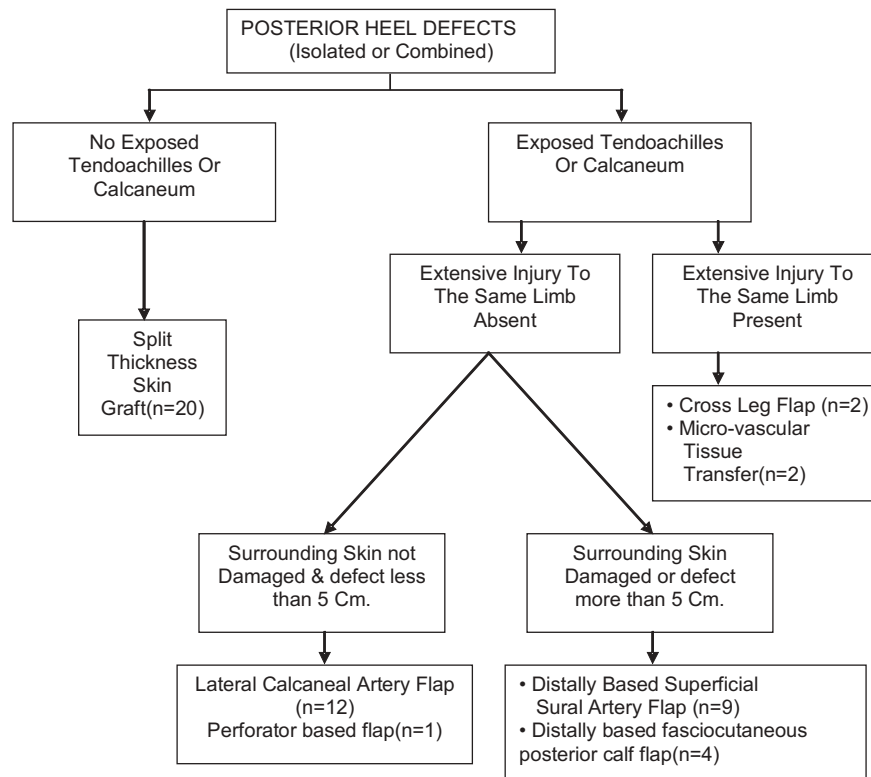 POSTERIOR HEEL DEFECTS
(Isolated or Combined)
No Exposed
Tendoachilles Or
Calcaneum
Exposed Tendoachilles
Or Calcaneum
Extensive Injury To
The Same Limb
Absent
Extensive Injury To
The Same Limb
Present
Split
Thickness
Skin
Graft(n=20)
• Cross Leg Flap (n=2)
• Micro-vascular
Tissue
Transfer(n=2)
Surrounding Skin not
Damaged & defect less
than 5 Cm.
Surrounding Skin
Damaged or defect
more than 5 Cm.
Lateral Calcaneal Artery Flap
(n=12)
Perforator based flap(n=1)
• Distally Based Superficial
Sural Artery Flap (n=9)
• Distally based fasciocutaneous
posterior calf flap(n=4)